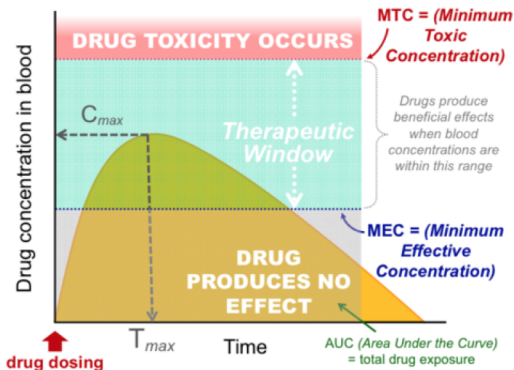 DRUG TOXICITY OCCURS
MTC = (Minimum
Toxic
Concentration)
Drug concentration in blood
Cmax
Therapeutic
Window
Drugs produce
beneficial effects
when blood
concentrations are
within this range
MEC = (Minimum
Effective
Concentration)
DRUG
PRODUCES NO
EFFECT
Tmax
Time
AUC (Area Under the Curve)
= total drug exposure
drug dosing